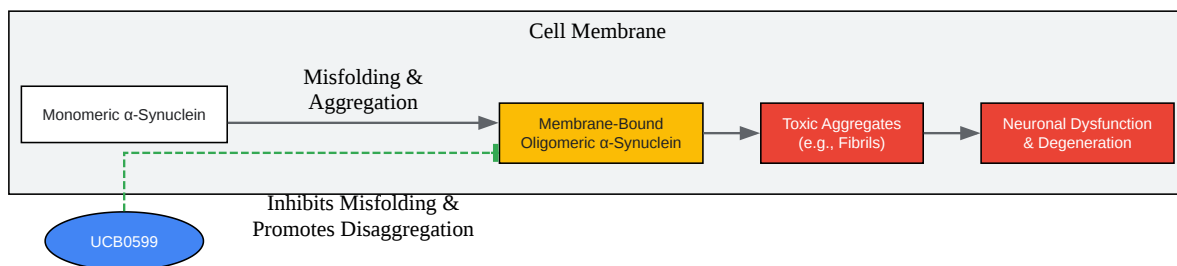 Cell Membrane
Misfolding &
Aggregation
Monomeric α-Synuclein
Membrane-Bound
Oligomeric α-Synuclein
Toxic Aggregates
(e.g., Fibrils)
Neuronal Dysfunction
& Degeneration
Inhibits Misfolding &
Promotes Disaggregation
UCB0599